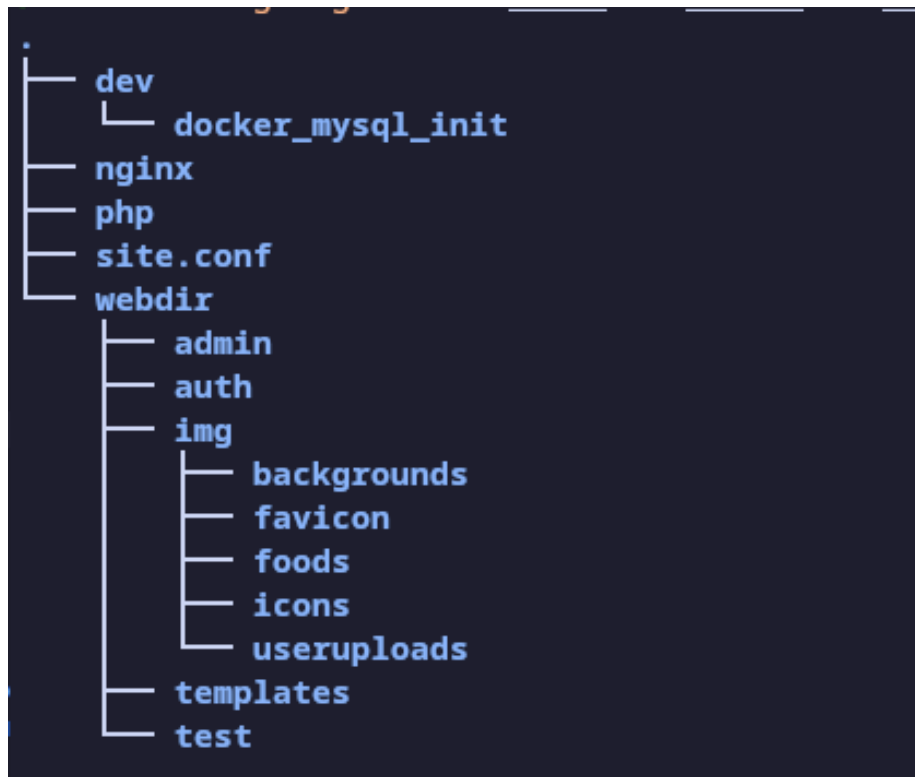 .
├── dev
│   └── docker_mysql_init
├── nginx
├── php
├── site.conf
└── webdir
    ├── admin
    ├── auth
    ├── img
    │   ├── backgrounds
    │   ├── favicon
    │   ├── foods
    │   ├── icons
    │   └── useruploads
    ├── templates
    └── test